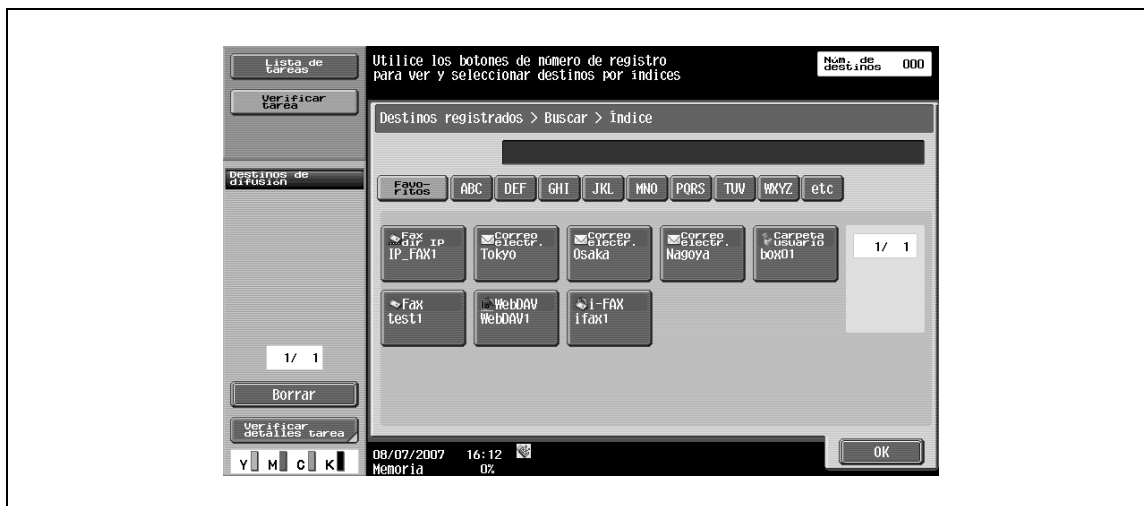 Lista de
tareas
Verificar
tarea
Destinos de
difusión
1/ 1
Borrar
Verificar
detalles tarea
Y M C K
Utilice los botones de número de registro
para ver y seleccionar destinos por índices
Núm. de
destinos 000
Destinos registrados > Buscar > Índice
Favo-
ritos ABC DEF GHI JKL MNO PQRS TUV WXYZ etc
Fax
dir IP
IP_FAX1
Correo
electr.
Tokyo
Correo
electr.
Osaka
Correo
electr.
Nagoya
Carpeta
usuario
box01
1/ 1
Fax
test1
WebDAV
WebDAV1
i-FAX
ifax1
08/07/2007 16:12
Memoria 0%
OK